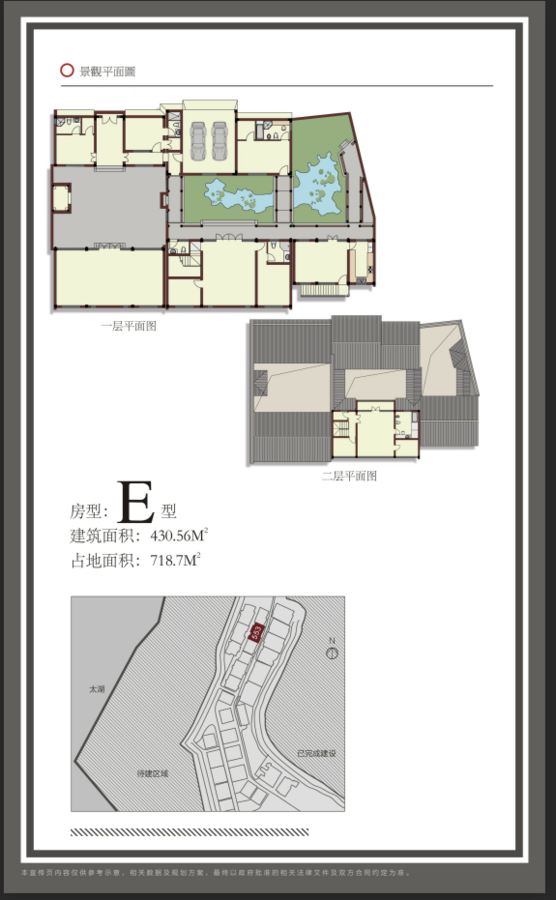 景觀平面圖
一层平面图
二层平面图
房型：E型
建筑面积：430.56M²
占地面积：718.7M²
553
N
太湖
已完成建设
待建区域
本宣传页内容仅供参考示意，相关数据及规划方案，最终以政府批准的相关法律文件及双方合同约定为准。